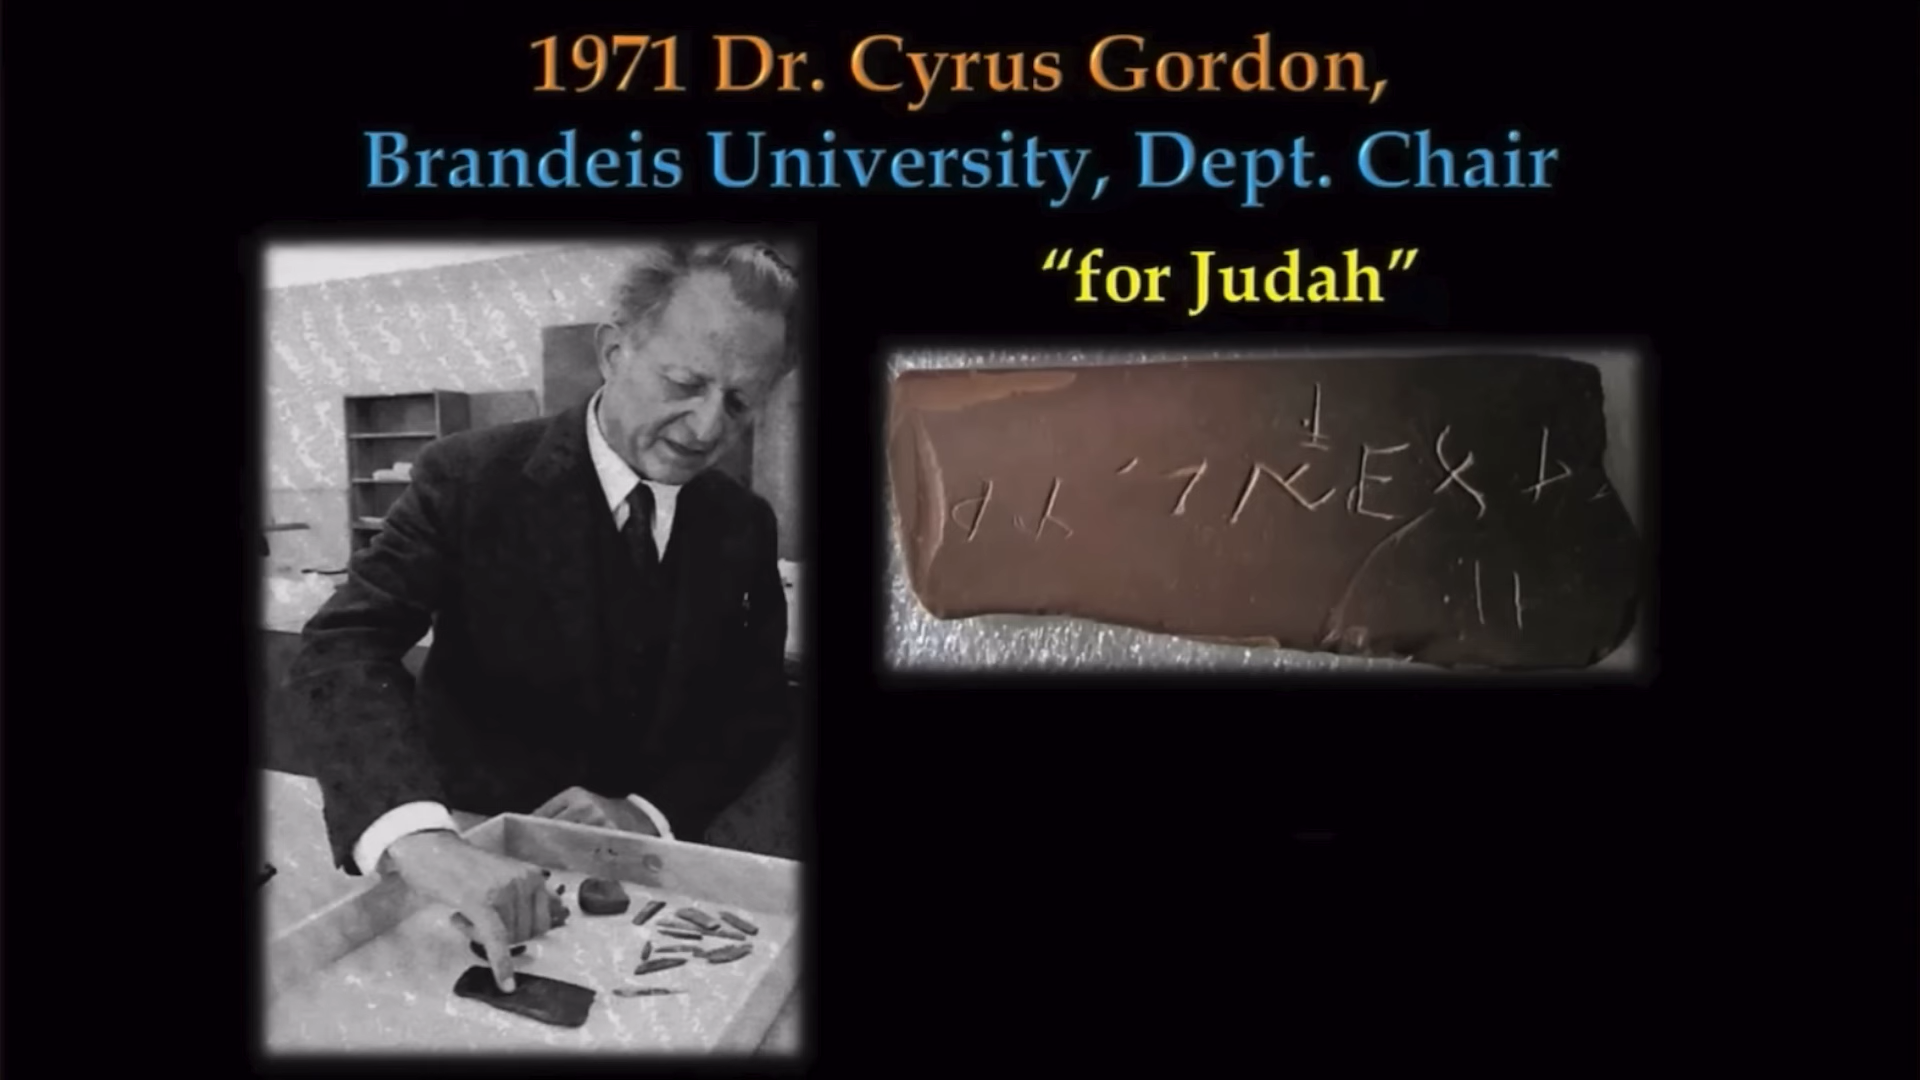 1971 Dr. Cyrus Gordon,
Brandeis University, Dept. Chair
“for Judah”